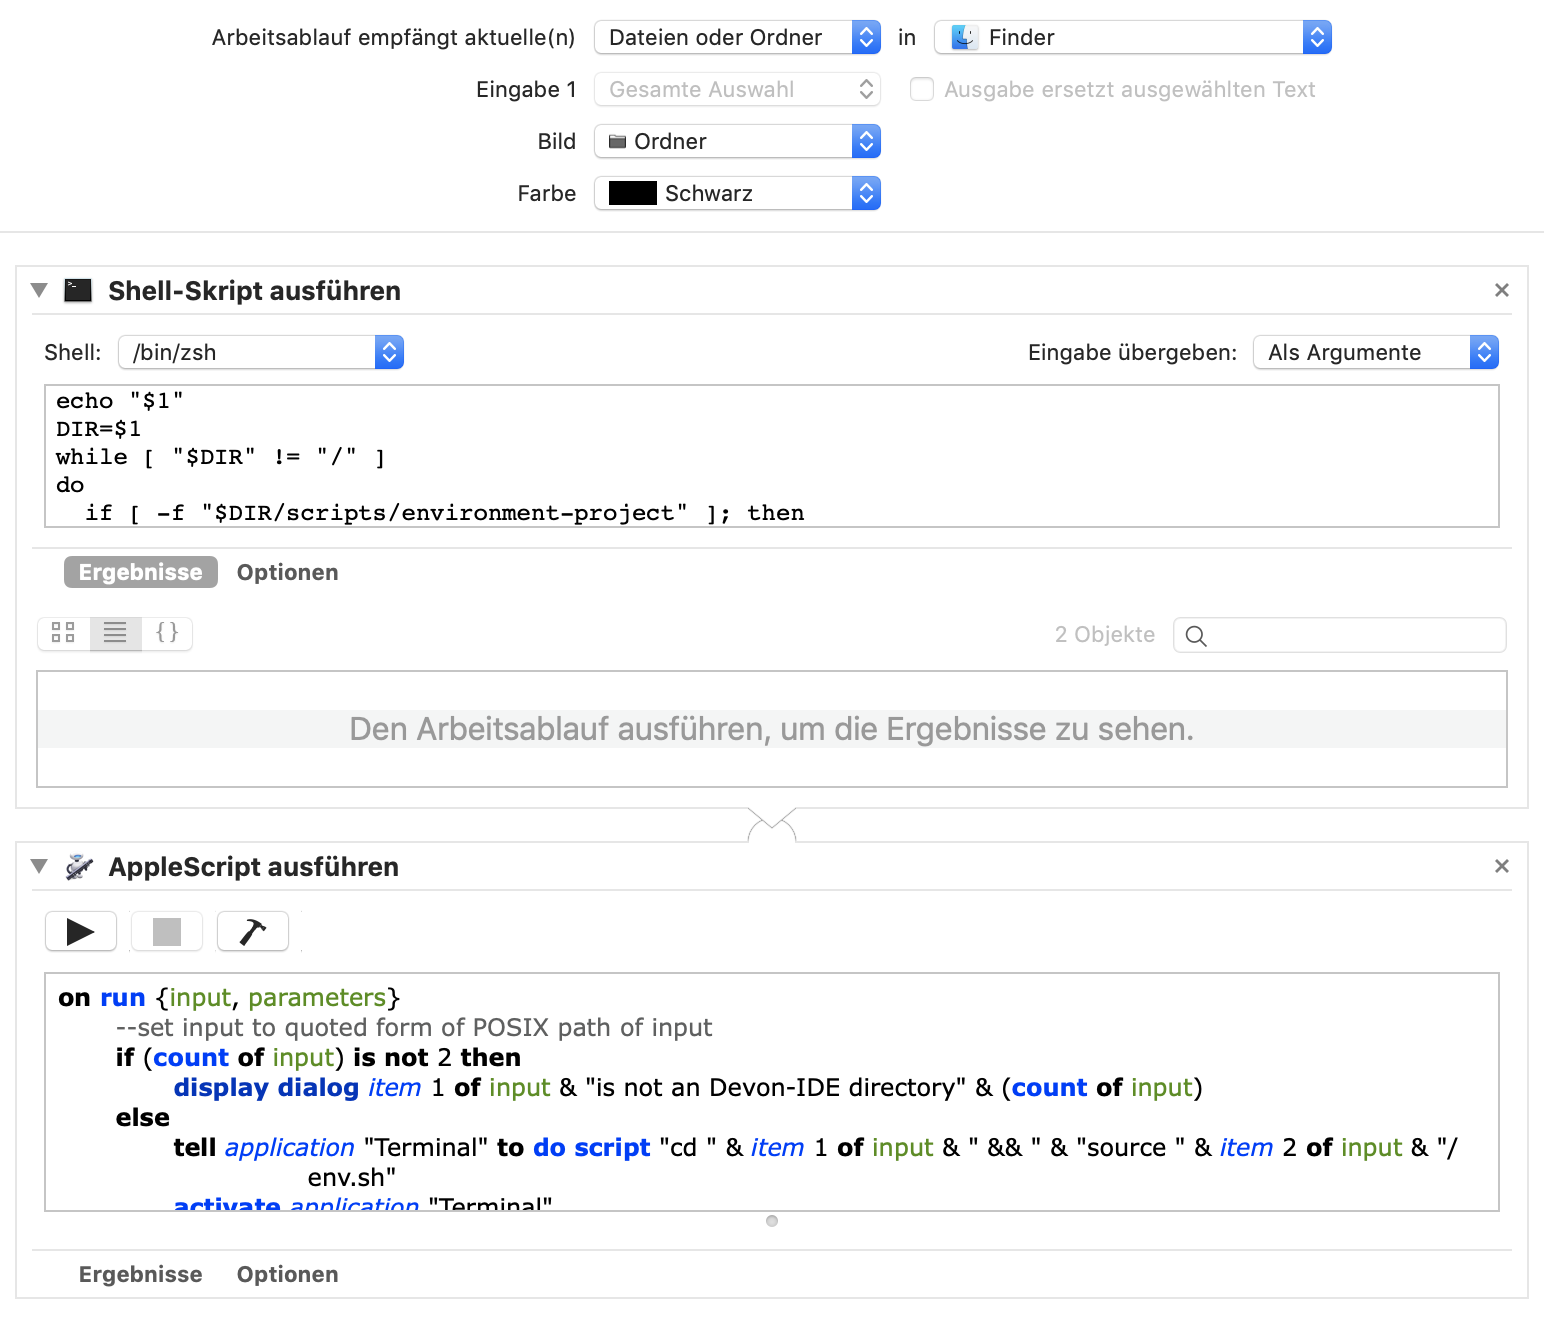 Arbeitsablauf empfängt aktuelle(n) Dateien oder Ordner in Finder
Eingabe 1 Gesamte Auswahl Ausgabe ersetzt ausgewählten Text
Bild Ordner
Farbe Schwarz
Shell-Skript ausführen
Shell: /bin/zsh Eingabe übergeben: Als Argumente
echo "$1"
DIR=$1
while [ "$DIR" != "/" ]
do
  if [ -f "$DIR/scripts/environment-project" ]; then
Ergebnisse Optionen
{} 2 Objekte
Den Arbeitsablauf ausführen, um die Ergebnisse zu sehen.
AppleScript ausführen
on run {input, parameters}
--set input to quoted form of POSIX path of input
if (count of input) is not 2 then
display dialog item 1 of input & "is not an Devon-IDE directory" & (count of input)
else
tell application "Terminal" to do script "cd " & item 1 of input & " && " & "source " & item 2 of input & "/
env.sh"
activate application "Terminal"
Ergebnisse Optionen